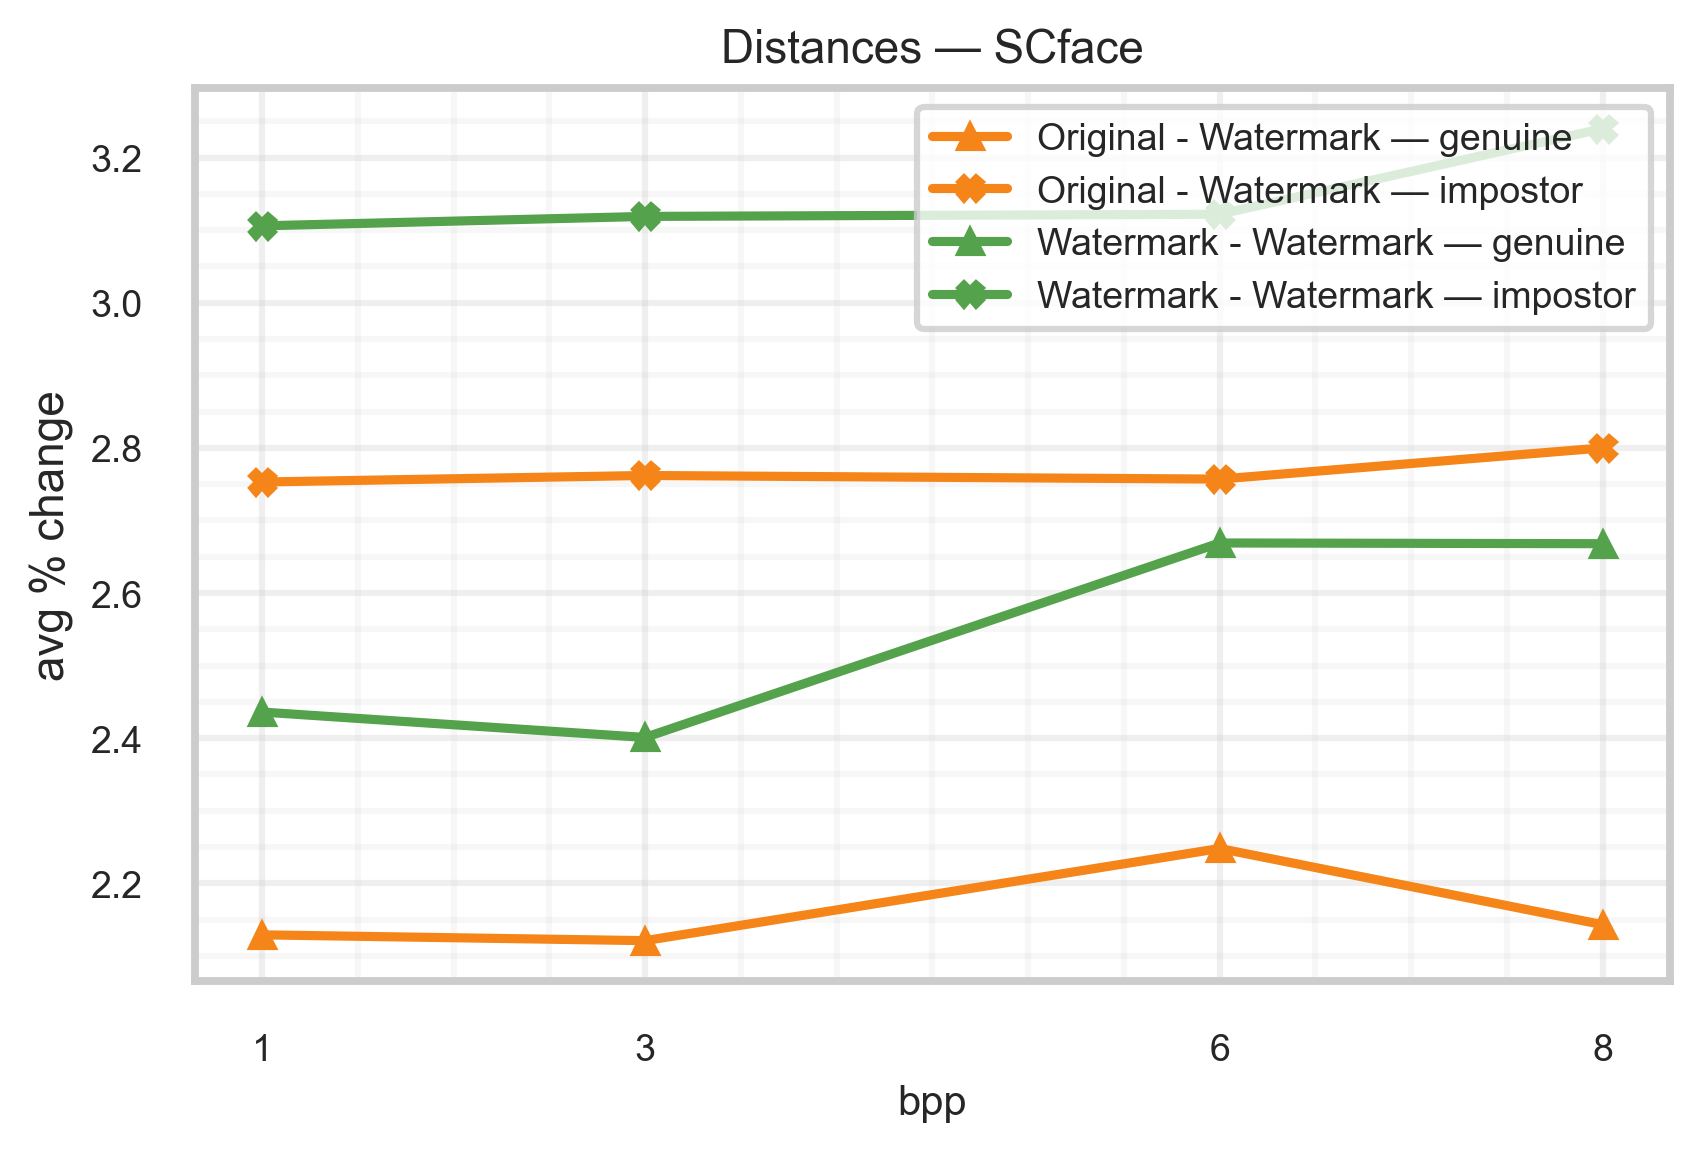 Distances — SCface
Original - Watermark — genuine
Original - Watermark — impostor
Watermark - Watermark — genuine
Watermark - Watermark — impostor
avg % change
3.2
3.0
2.8
2.6
2.4
2.2
1 3 6 8
bpp